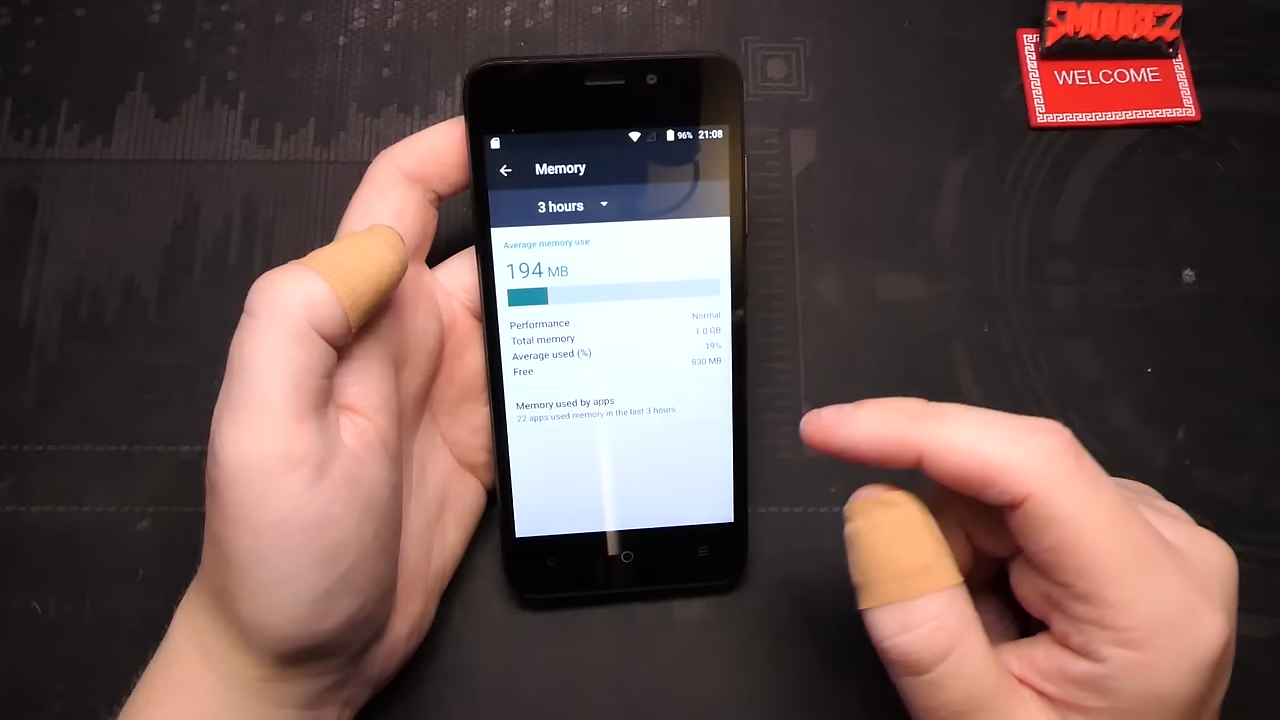 SMOOREZ
WELCOME
96% 21:08
Memory
3 hours
Average memory use
194 MB
Performance Normal
Total memory 1.0 GB
Average used (%) 19%
Free 830 MB
Memory used by apps
22 apps used memory in the last 3 hours